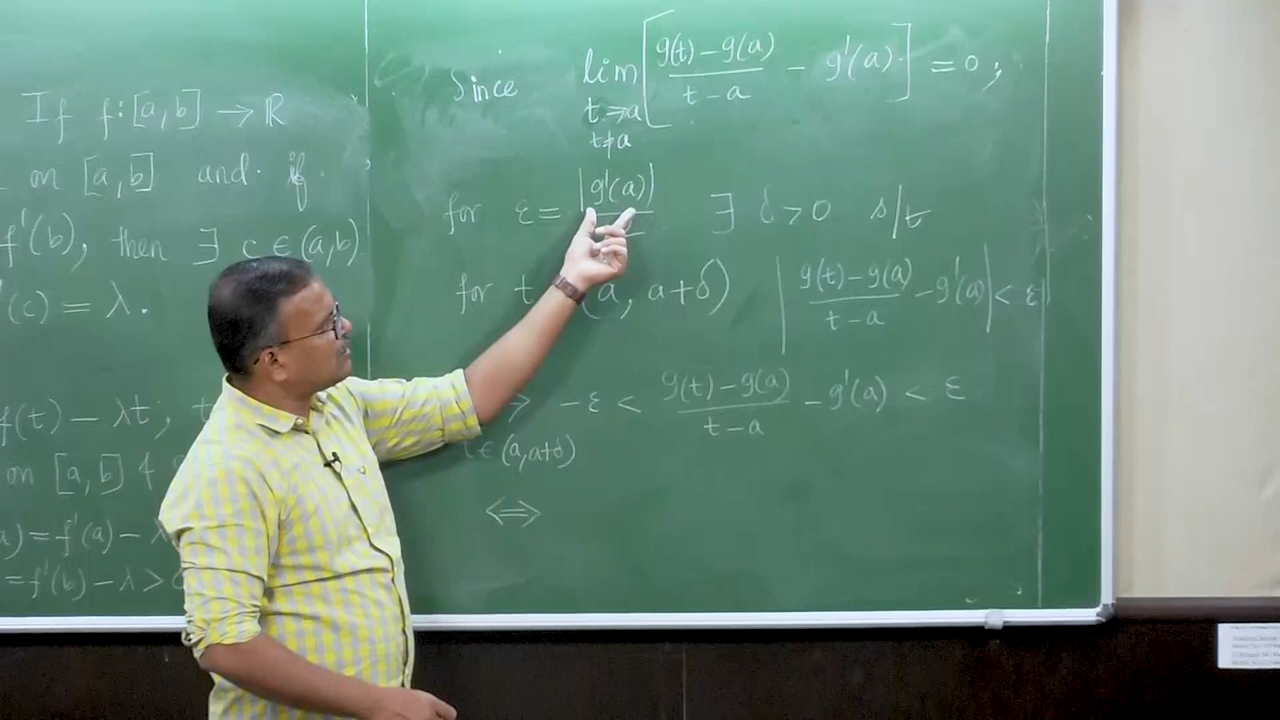 If f:[a,b] → ℝ
on [a,b] and if
f'(b), then ∃ c ∈ (a,b)
'(c) = λ.
f(t) − λt ; t
on [a,b] &
a) = f'(a) − λ
= f'(b) − λ >
Since lim [ g(t) − g(a) / t − a − g'(a) ] = 0 ;
t → a
t ≠ a
for ε = |g'(a)| ∃ δ > 0 s/t
for t (a, a+δ) | g(t) − g(a) / t − a − g'(a) | < ε
−ε < g(t) − g(a) / t − a − g'(a) < ε
t ∈ (a, a+δ)
⇔